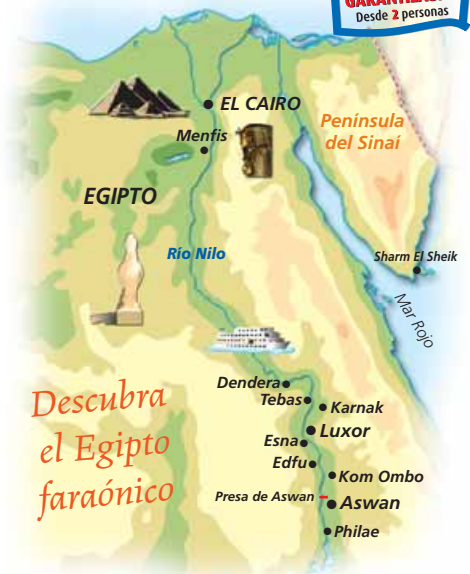 Desde 2 personas
EL CAIRO
Menfis
Península
del Sinaí
EGIPTO
Río Nilo
Sharm El Sheik
Mar Rojo
Dendera
Tebas
Karnak
Luxor
Esna
Edfu
Kom Ombo
Presa de Aswan
Aswan
Philae
Descubra
el Egipto
faraónico